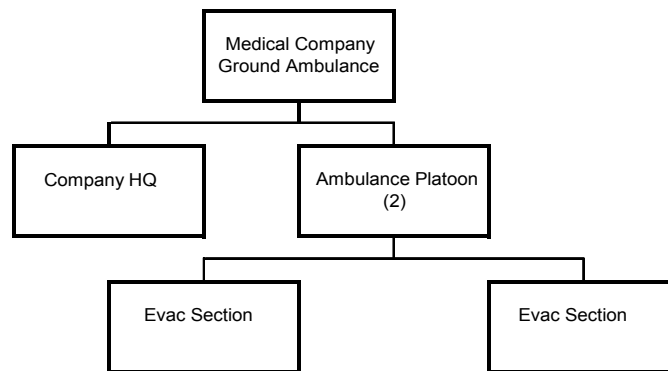 Medical Company
Ground Ambulance
Company HQ
Ambulance Platoon
(2)
Evac Section
Evac Section